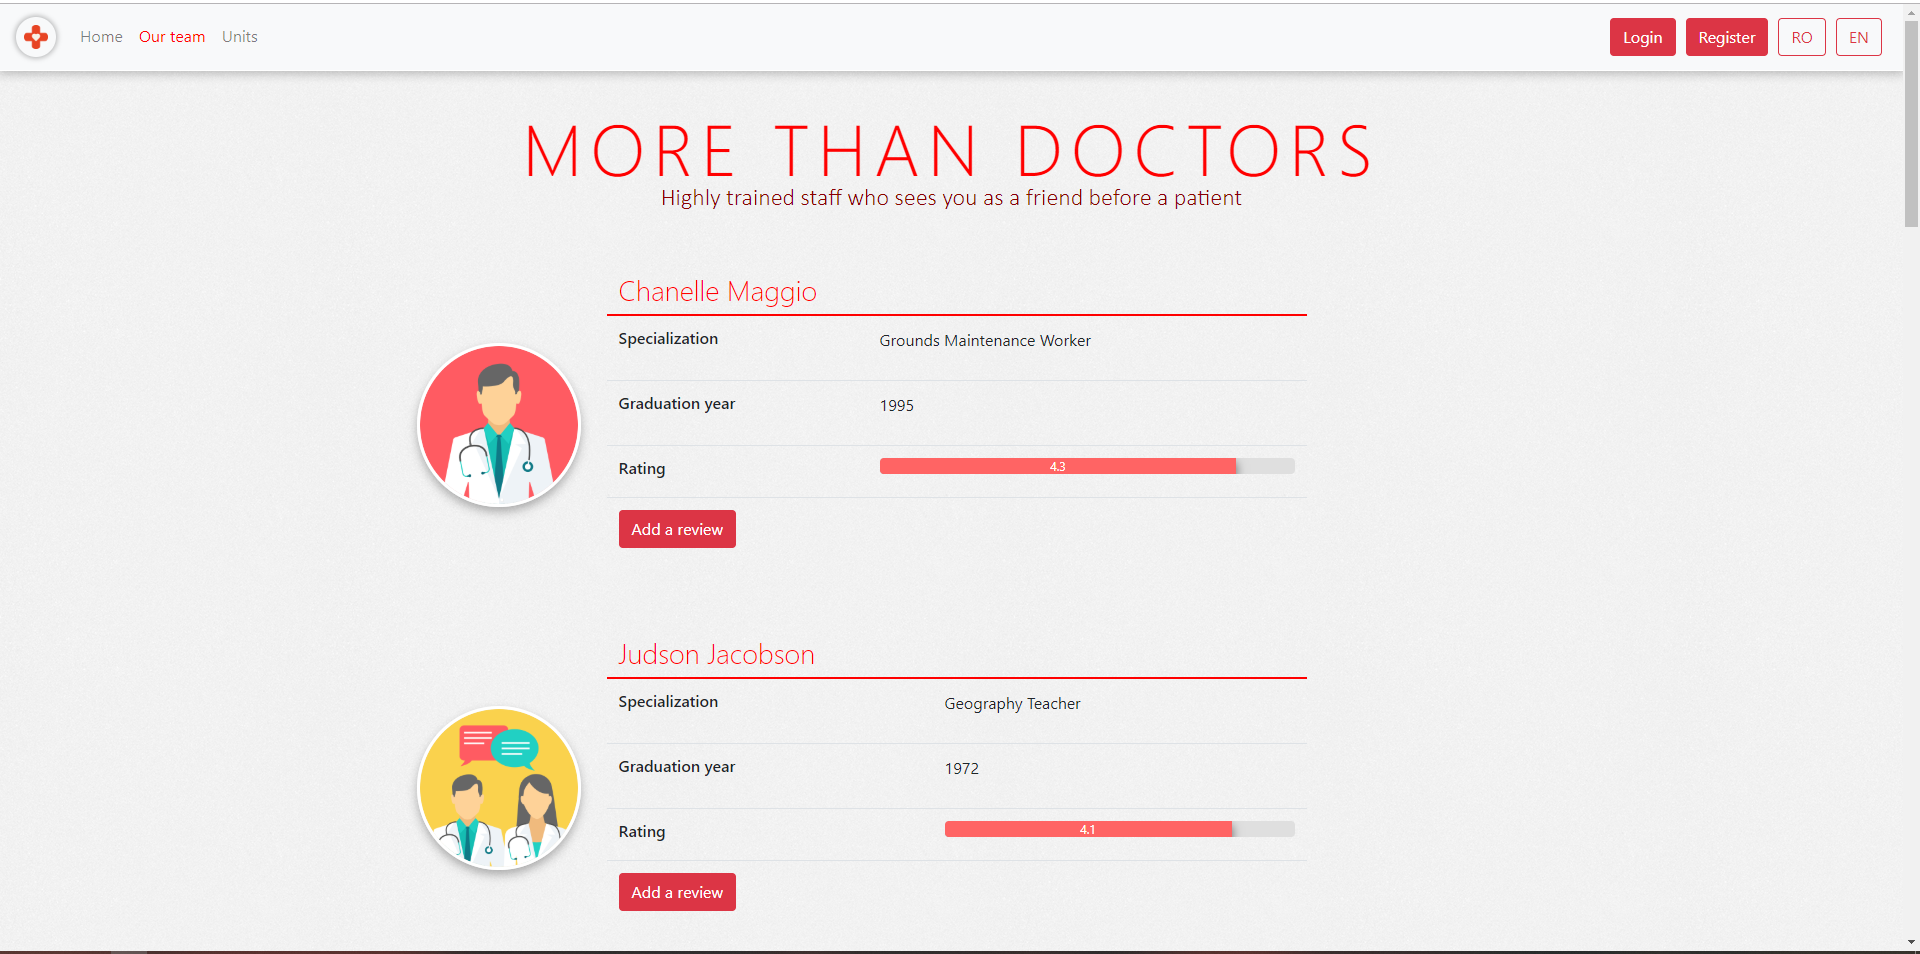 Home Our team Units Login Register RO EN
MORE THAN DOCTORS
Highly trained staff who sees you as a friend before a patient
Chanelle Maggio
Specialization Grounds Maintenance Worker
Graduation year 1995
Rating 4.3
Add a review
Judson Jacobson
Specialization Geography Teacher
Graduation year 1972
Rating 4.1
Add a review